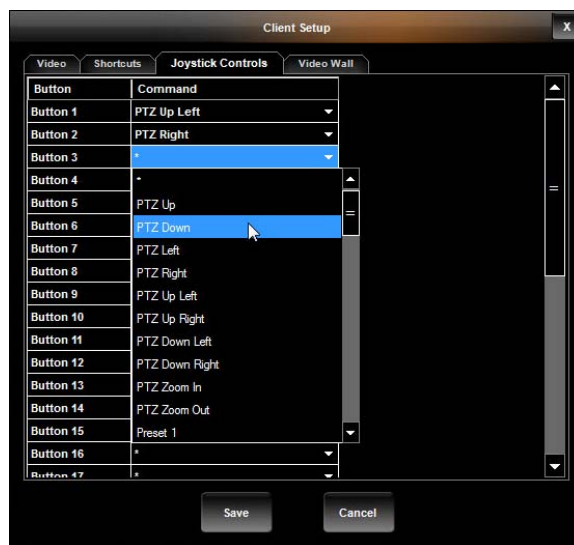 Client Setup X
Video Shortcuts Joystick Controls Video Wall
Button Command
Button 1 PTZ Up Left
Button 2 PTZ Right
Button 3 *
Button 4 -
Button 5 PTZ Up
Button 6 PTZ Down
Button 7 PTZ Left
Button 8 PTZ Right
Button 9 PTZ Up Left
Button 10 PTZ Up Right
Button 11 PTZ Down Left
Button 12 PTZ Down Right
Button 13 PTZ Zoom In
Button 14 PTZ Zoom Out
Button 15 Preset 1
Button 16 *
Button 17 *
Save Cancel